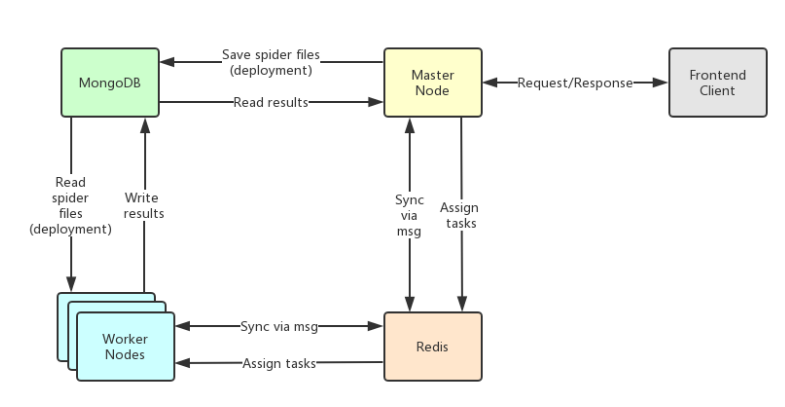 Save spider files
(deployment)
MongoDB
Master
Node
Request/Response
Frontend
Client
Read results
Read
spider
files
(deployment)
Write
results
Sync
via
msg
Assign
tasks
Worker
Nodes
Sync via msg
Assign tasks
Redis